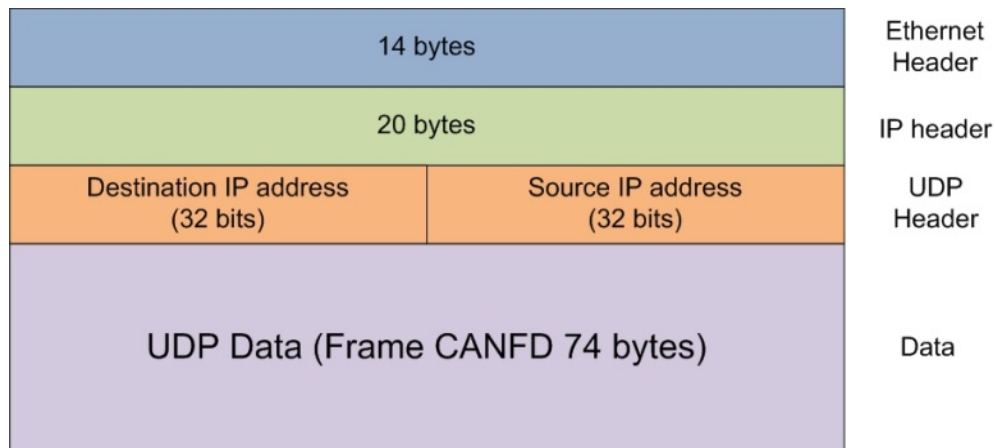 14 bytes
Ethernet
Header
20 bytes
IP header
Destination IP address
(32 bits)
Source IP address
(32 bits)
UDP
Header
UDP Data (Frame CANFD 74 bytes)
Data